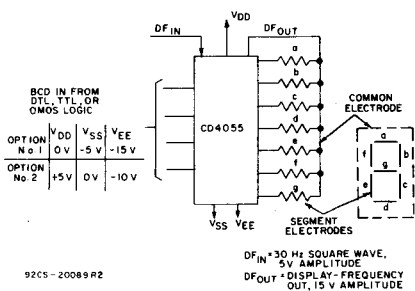 VDD
DF IN
DF OUT
a
b
c
d
e
f
g
CD4055
BCD IN FROM
DTL, TTL, OR
COMOS LOGIC
OPTION No. 1 VDD 0 V VSS -5 V VEE -15 V
OPTION No. 2 +5 V 0 V -10 V
COMMON
ELECTRODE
a
f b
g
e c
d
VSS VEE
SEGMENT
ELECTRODES
DF IN = 30 Hz SQUARE WAVE,
5V AMPLITUDE
DF OUT = DISPLAY-FREQUENCY
OUT, 15 V AMPLITUDE
92CS-20089R2